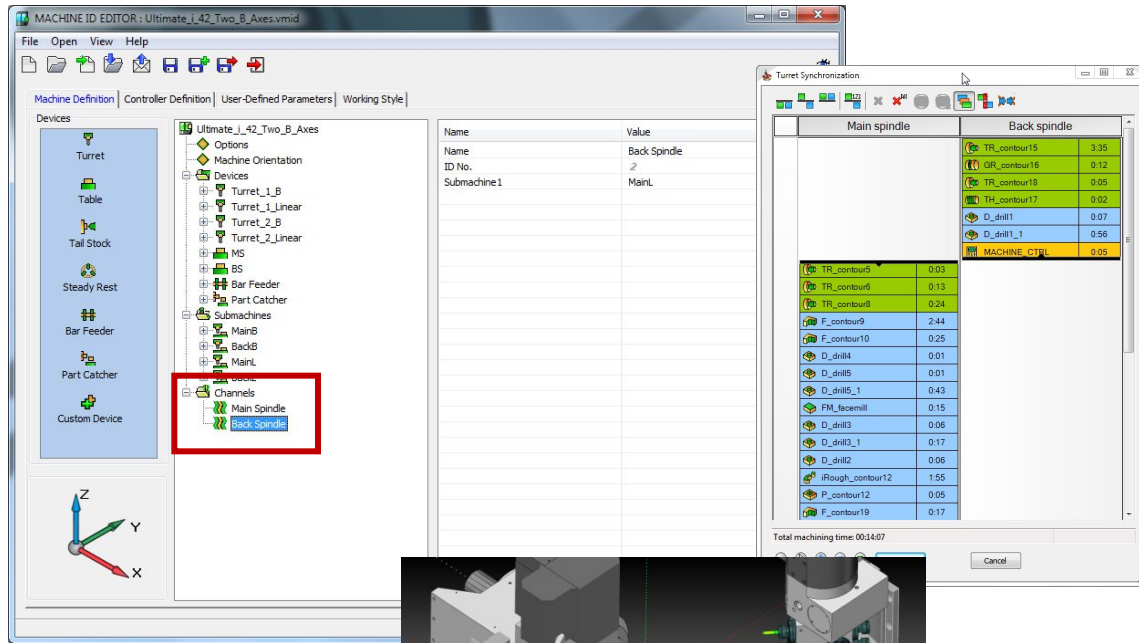 MACHINE ID EDITOR : Ultimate_i_42_Two_B_Axes.vmid
File Open View Help
Machine Definition Controller Definition User-Defined Parameters Working Style
Devices
Turret
Table
Tail Stock
Steady Rest
Bar Feeder
Part Catcher
Custom Device
Z
Y
X
Ultimate_i_42_Two_B_Axes
Options
Machine Orientation
Devices
Turret_1_B
Turret_1_Linear
Turret_2_B
Turret_2_Linear
MS
BS
Bar Feeder
Part Catcher
Submachines
MainB
BackB
MainL
Channels
Main Spindle
Back Spindle
Name Value
Name Back Spindle
ID No. 2
Submachine1 MainL
Turret Synchronization
Main spindle Back spindle
TR_contour15 3:35
GR_contour16 0:12
TR_contour18 0:05
TH_contour17 0:02
D_drill1 0:07
D_drill1_1 0:56
MACHINE_CTRL 0:05
TR_contour5 0:03
TR_contour6 0:13
TR_contour8 0:24
F_contour9 2:44
F_contour10 0:25
D_drill4 0:01
D_drill5 0:01
D_drill5_1 0:43
FM_facemill 0:15
D_drill3 0:06
D_drill3_1 0:17
D_drill2 0:06
iRough_contour12 1:55
P_contour12 0:05
F_contour19 0:17
Total machining time: 00:14:07
Cancel